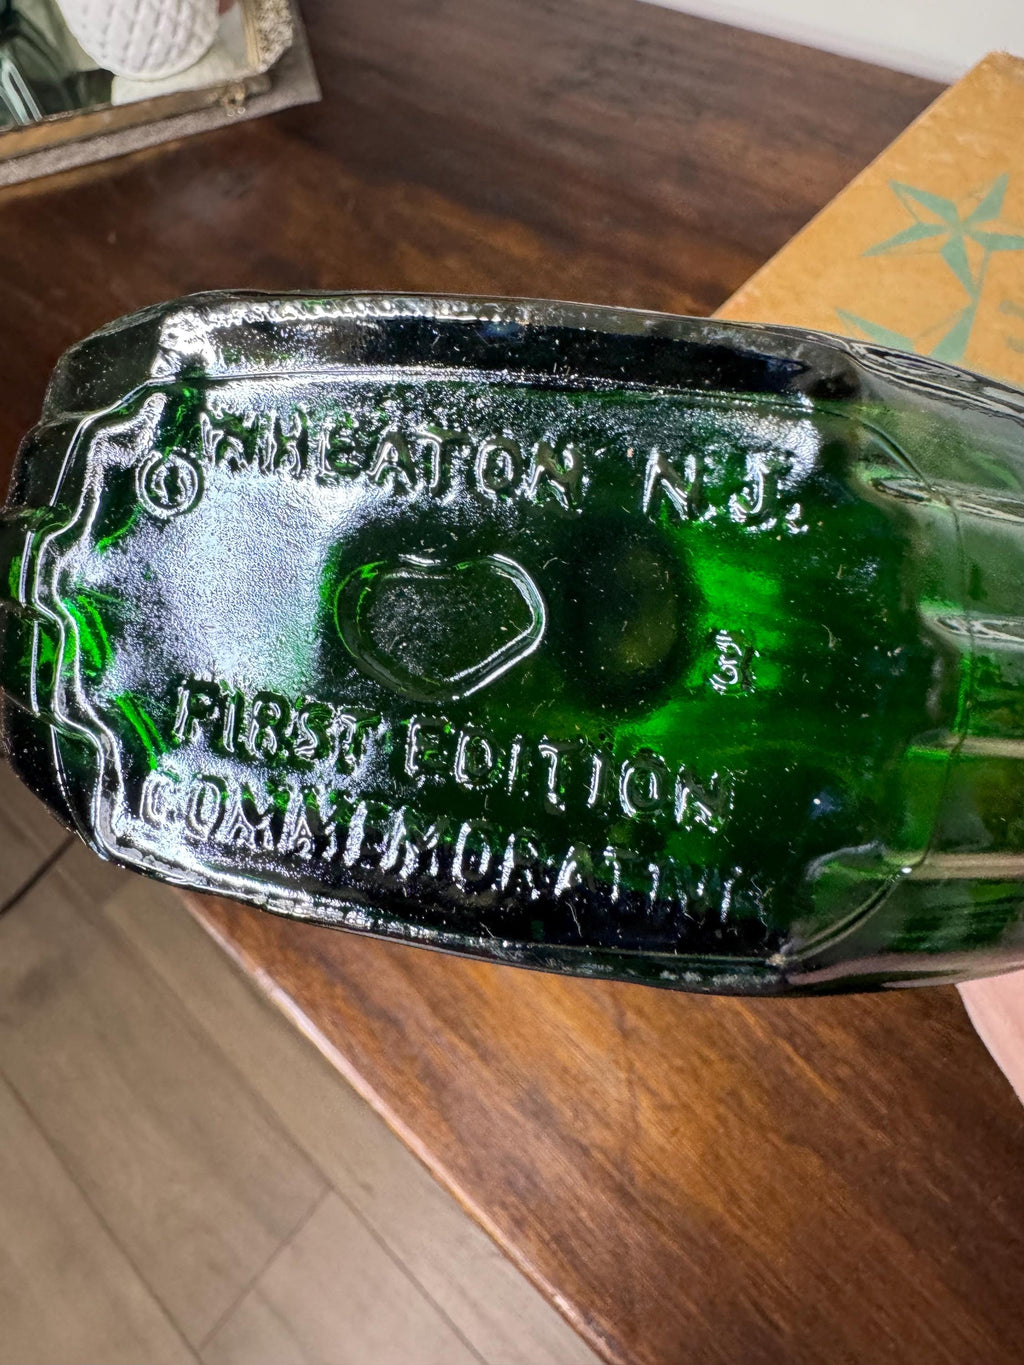 WHEATON N.J.
FIRST EDITION
COMMEMORATIVE